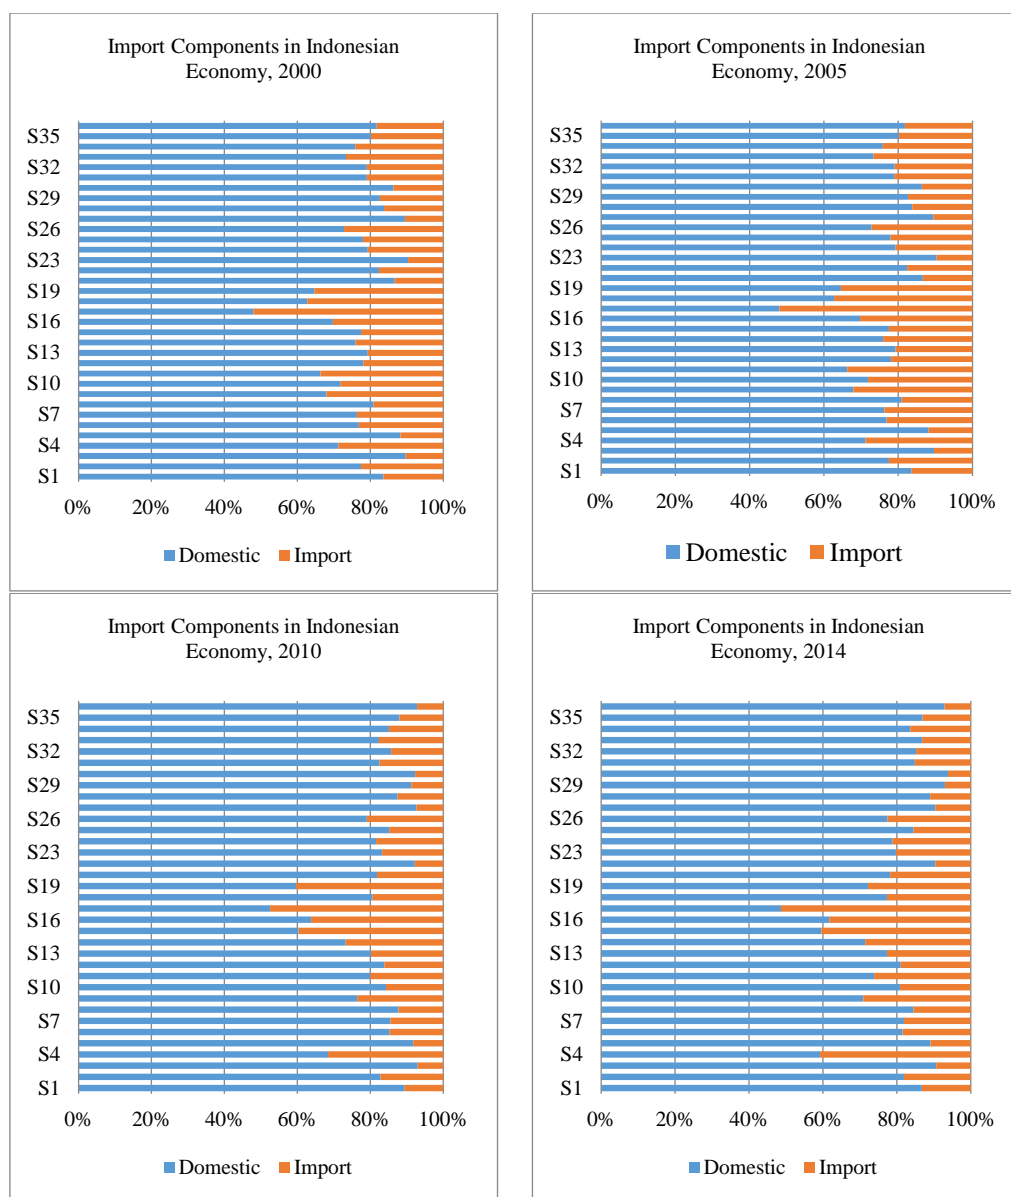 Import Components in Indonesian
Economy, 2000
S35
S32
S29
S26
S23
S19
S16
S13
S10
S7
S4
S1
0% 20% 40% 60% 80% 100%
Domestic Import
Import Components in Indonesian
Economy, 2005
S35
S32
S29
S26
S23
S19
S16
S13
S10
S7
S4
S1
0% 20% 40% 60% 80% 100%
Domestic Import
Import Components in Indonesian
Economy, 2010
S35
S32
S29
S26
S23
S19
S16
S13
S10
S7
S4
S1
0% 20% 40% 60% 80% 100%
Domestic Import
Import Components in Indonesian
Economy, 2014
S35
S32
S29
S26
S23
S19
S16
S13
S10
S7
S4
S1
0% 20% 40% 60% 80% 100%
Domestic Import